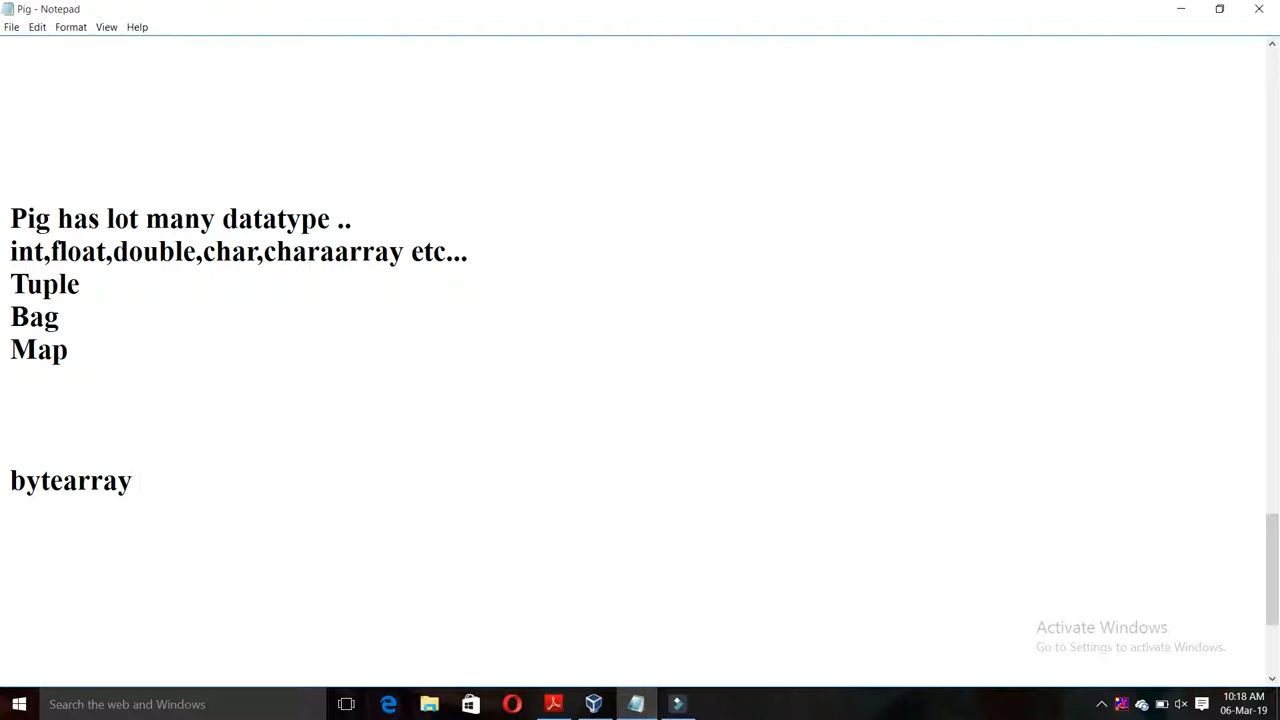 Pig - Notepad
File Edit Format View Help
Pig has lot many datatype ..
int,float,double,char,charaarray etc...
Tuple
Bag
Map
bytearray
Activate Windows
Go to Settings to activate Windows.
Search the web and Windows
10:18 AM
06-Mar-19